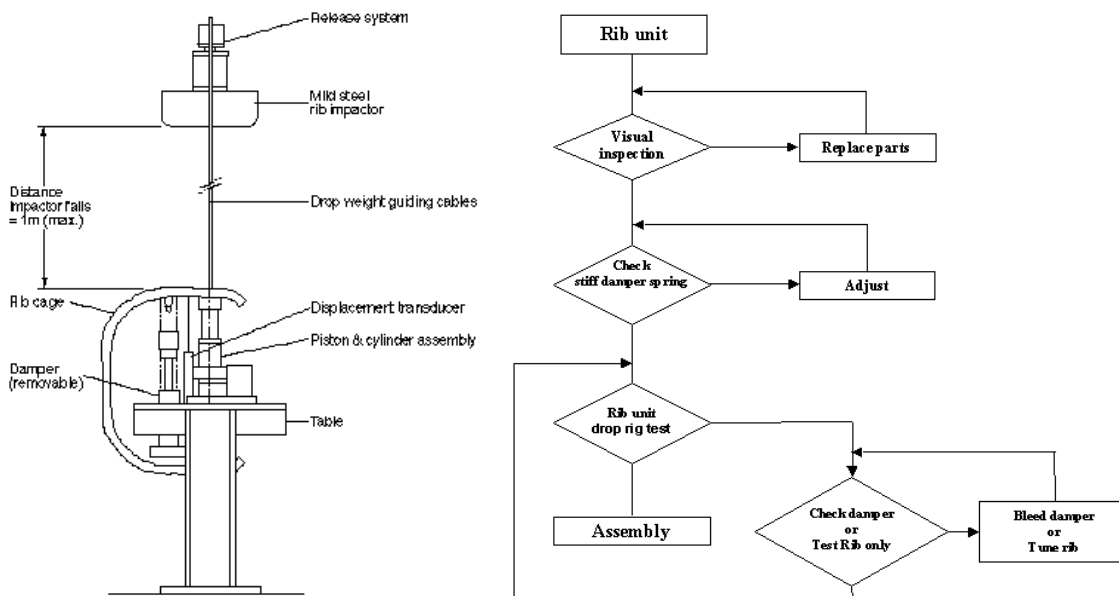 Release system
Mild steel
rib impactor
Distance
impactor falls
= 1m (max.)
Drop weight guiding cables
Rib cage
Displacement transducer
Piston & cylinder assembly
Damper
(removable)
Table
Rib unit
Visual
inspection
Replace parts
Check
stiff damper spring
Adjust
Rib unit
drop rig test
Assembly
Check damper
or
Test Rib only
Bleed damper
or
Tune rib